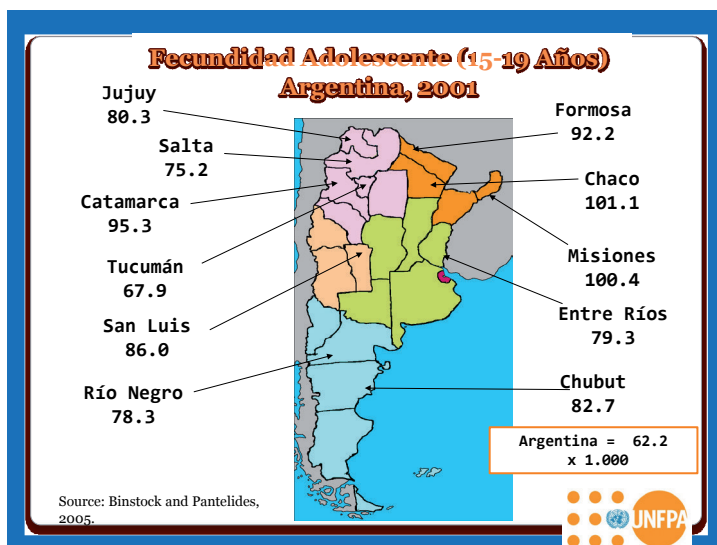 Fecundidad Adolescente (15-19 Años)
Argentina, 2001
Jujuy
80.3
Salta
75.2
Catamarca
95.3
Tucumán
67.9
San Luis
86.0
Río Negro
78.3
Formosa
92.2
Chaco
101.1
Misiones
100.4
Entre Ríos
79.3
Chubut
82.7
Argentina = 62.2
x 1.000
Source: Binstock and Pantelides,
2005.
UNFPA